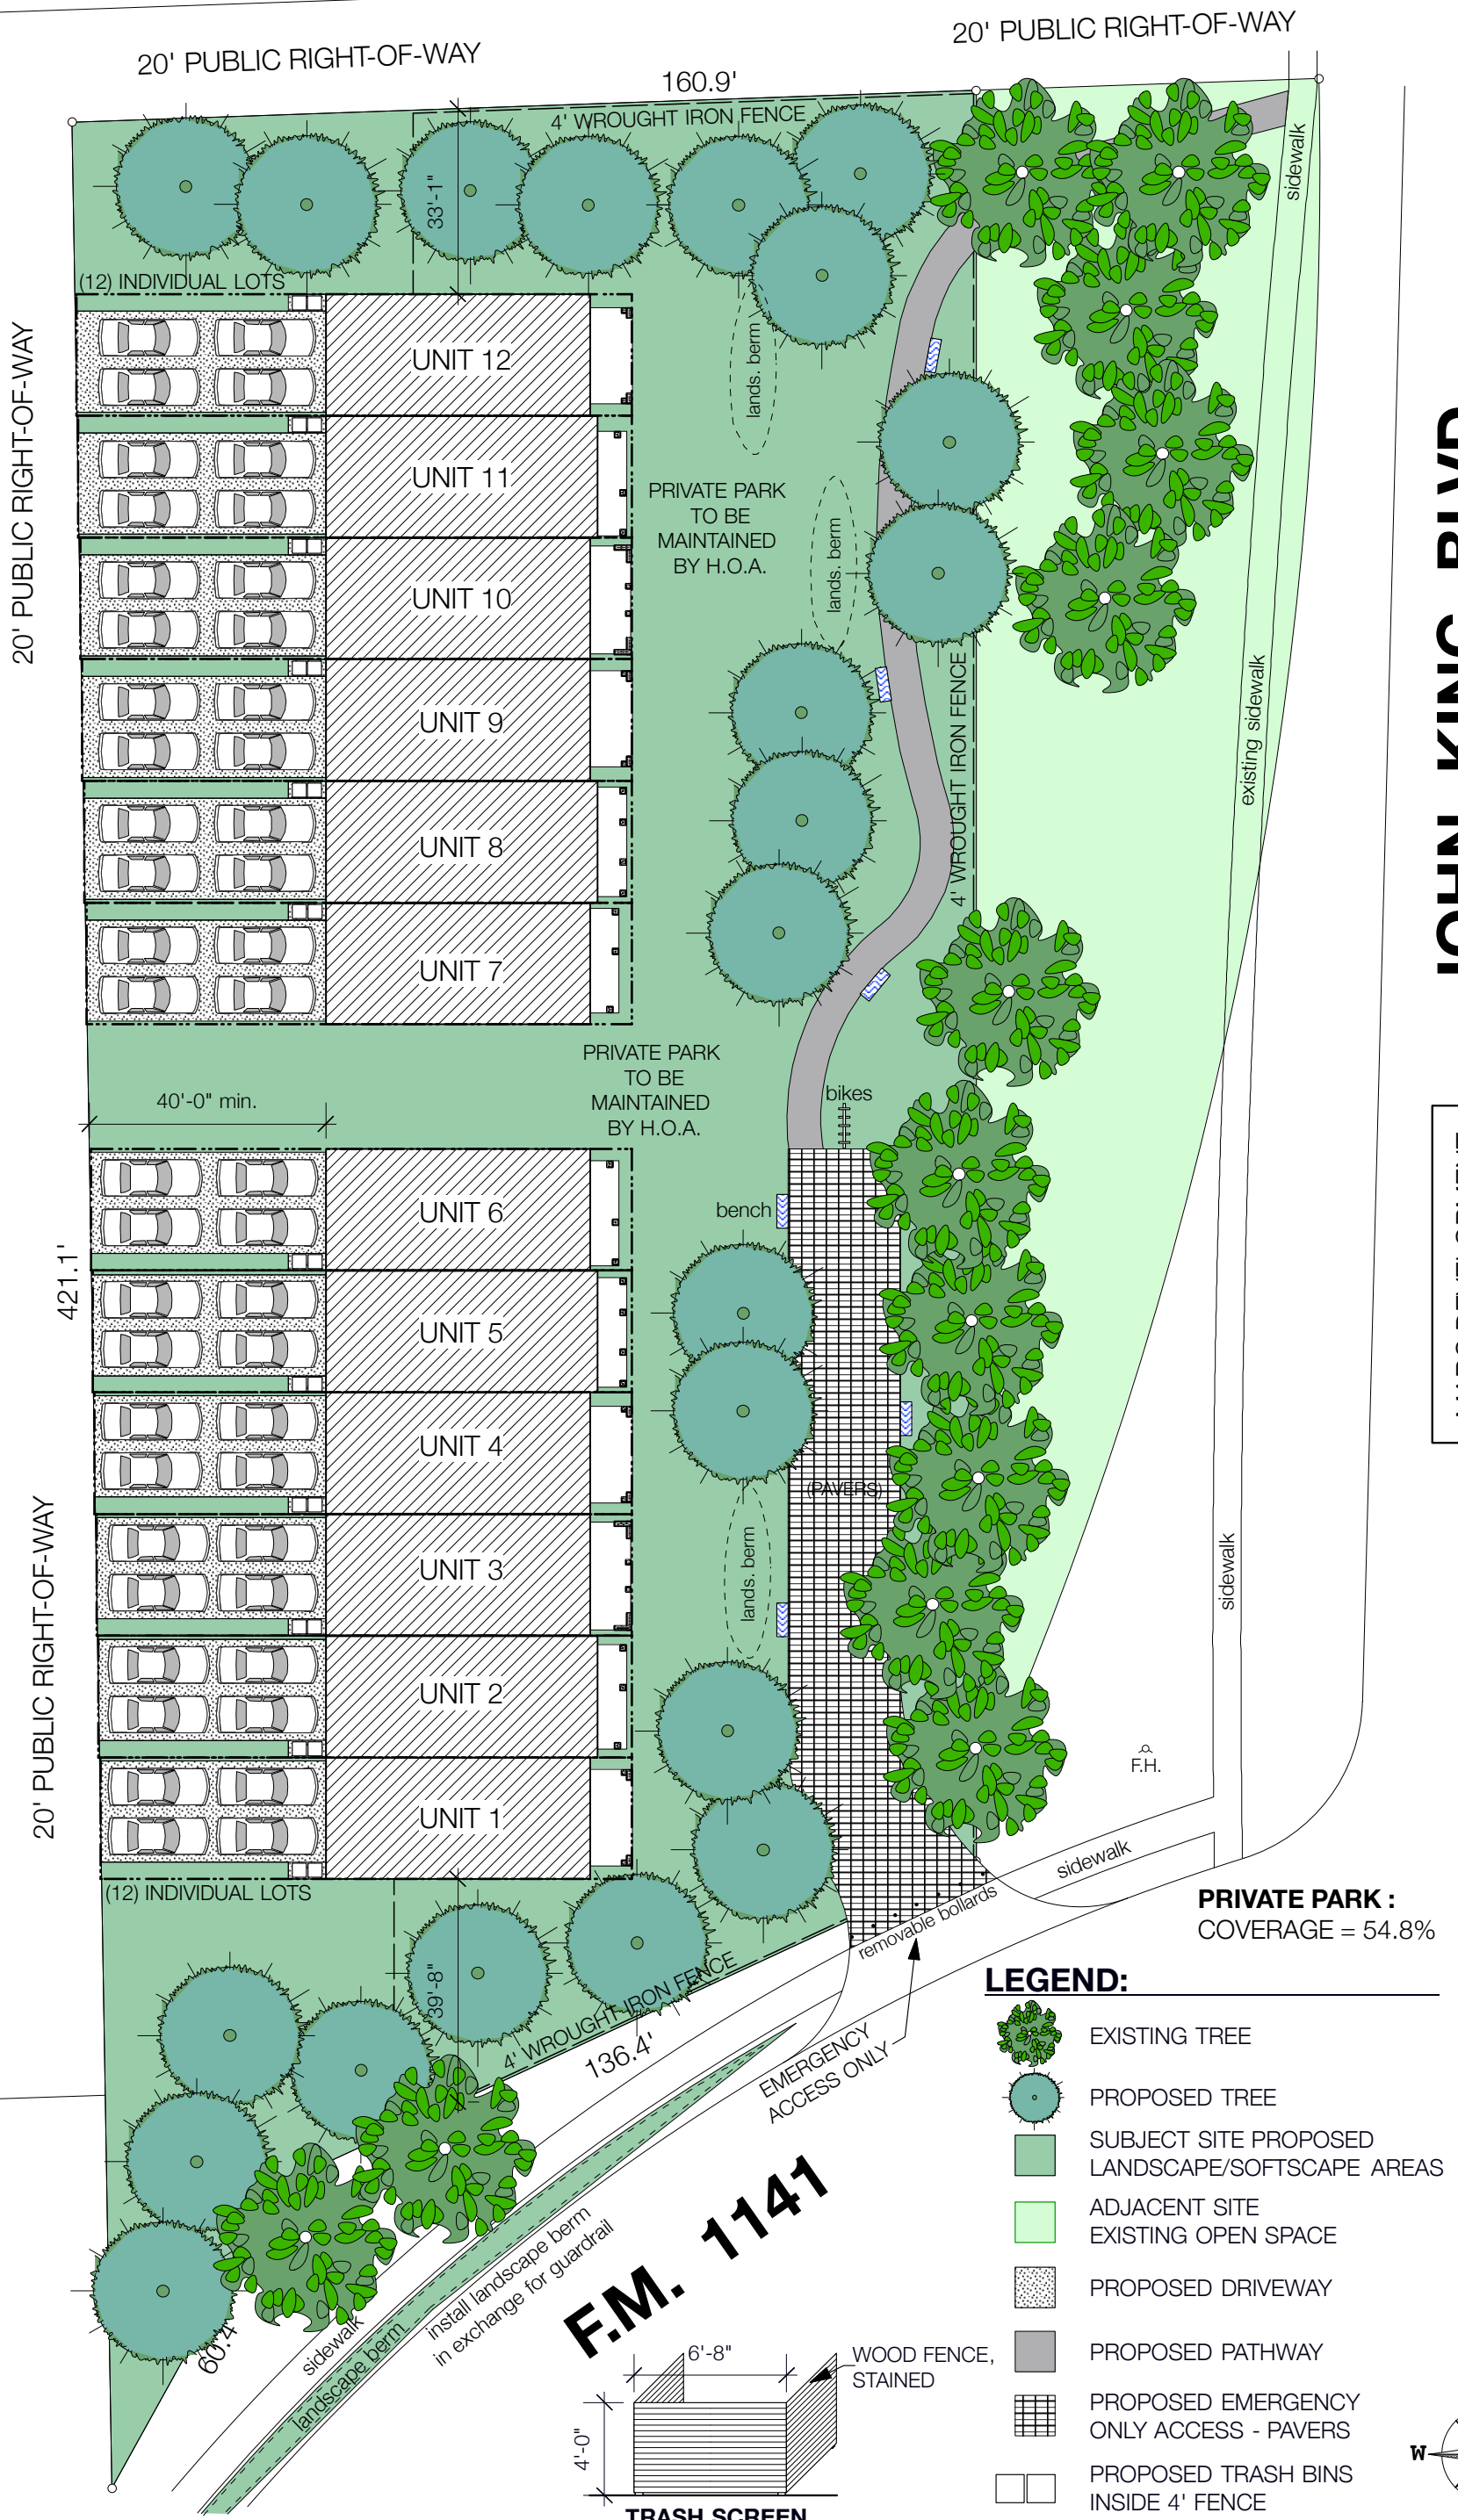 20' PUBLIC RIGHT-OF-WAY
20' PUBLIC RIGHT-OF-WAY
160.9'
4' WROUGHT IRON FENCE
sidewalk
33'-1"
(12) INDIVIDUAL LOTS
20' PUBLIC RIGHT-OF-WAY
UNIT 12
lands. berm
UNIT 11
PRIVATE PARK
TO BE
MAINTAINED
BY H.O.A.
lands. berm
UNIT 10
UNIT 9
4' WROUGHT IRON FENCE
existing sidewalk
JOHN KING BLVD
UNIT 8
UNIT 7
PRIVATE PARK
TO BE
MAINTAINED
BY H.O.A.
40'-0" min.
bikes
bench
UNIT 6
421.1'
UNIT 5
UNIT 4
(PAVERS)
lands. berm
UNIT 3
sidewalk
20' PUBLIC RIGHT-OF-WAY
UNIT 2
F.H.
UNIT 1
sidewalk
(12) INDIVIDUAL LOTS
removable bollards
PRIVATE PARK :
COVERAGE = 54.8%
39'-8"
4' WROUGHT IRON FENCE
136.4'
EMERGENCY
ACCESS ONLY
LEGEND:
EXISTING TREE
PROPOSED TREE
SUBJECT SITE PROPOSED
LANDSCAPE/SOFTSCAPE AREAS
ADJACENT SITE
EXISTING OPEN SPACE
PROPOSED DRIVEWAY
PROPOSED PATHWAY
PROPOSED EMERGENCY
ONLY ACCESS - PAVERS
PROPOSED TRASH BINS
INSIDE 4' FENCE
60.4'
sidewalk
landscape berm
install landscape berm
in exchange for guardrail
F.M. 1141
6'-8"
WOOD FENCE,
STAINED
4'-0"
TRASH SCREEN
W